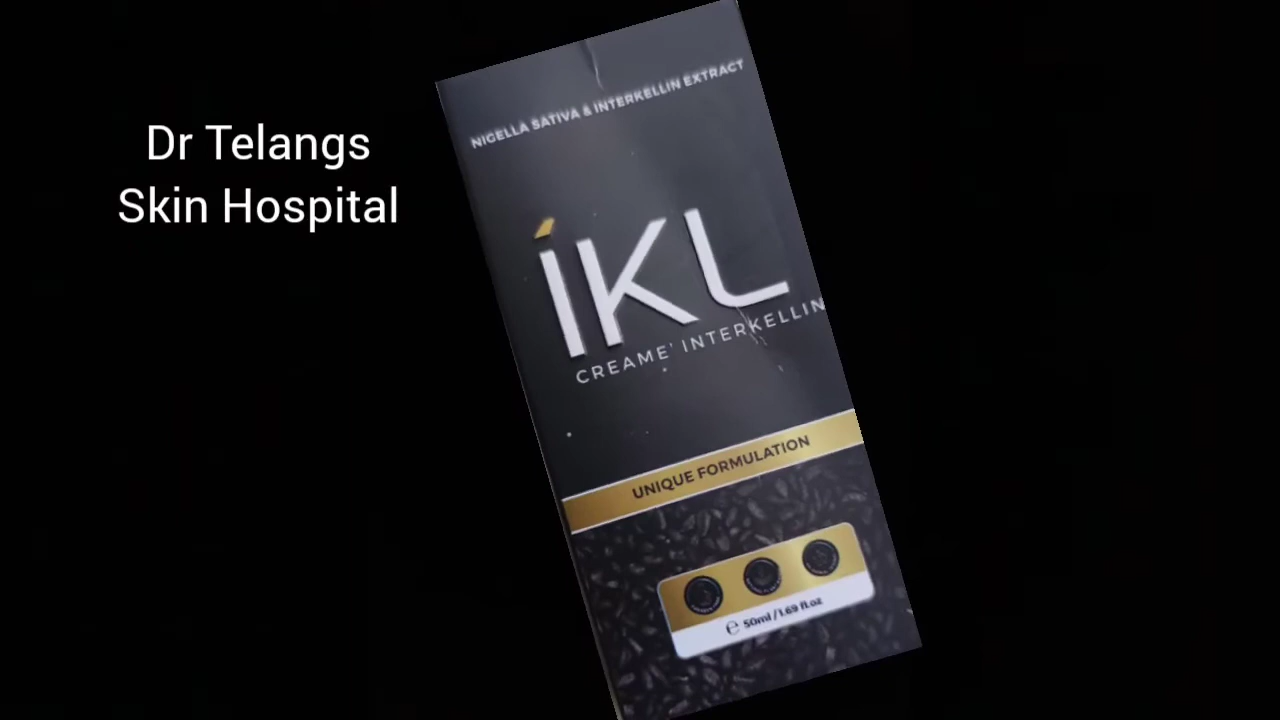 Dr Telangs
Skin Hospital
NIGELLA SATIVA & INTERKELLIN EXTRACT
ÍKL
CREAME' INTERKELLIN
UNIQUE FORMULATION
℮ 50ml/1.69 fl.oz